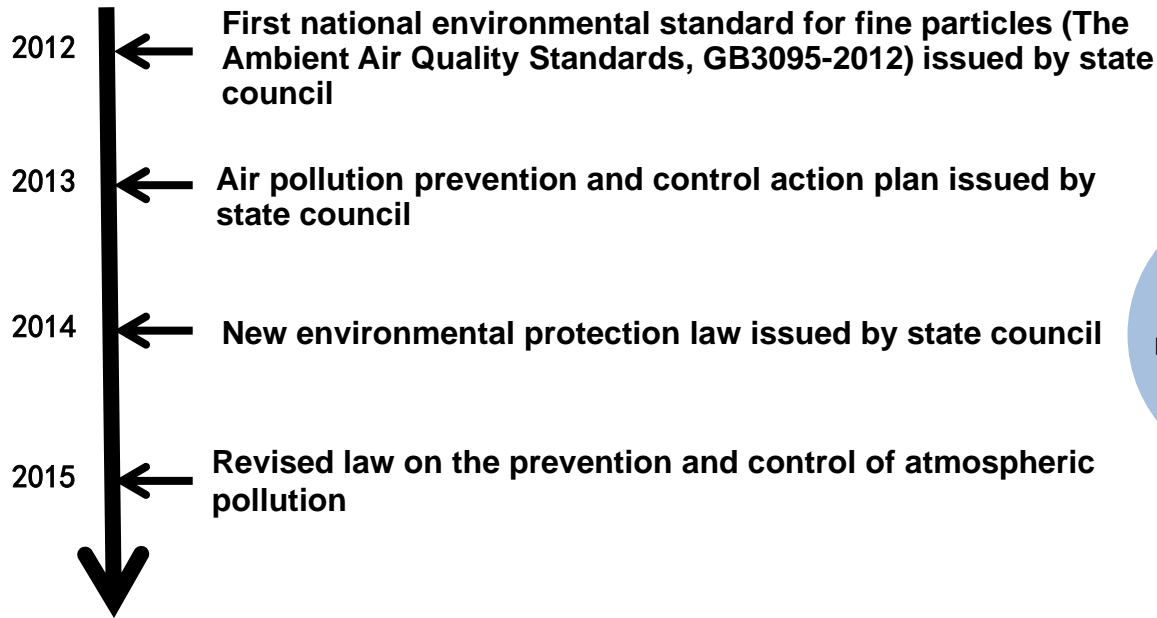 2012
First national environmental standard for fine particles (The
Ambient Air Quality Standards, GB3095-2012) issued by state
council
2013
Air pollution prevention and control action plan issued by
state council
2014
New environmental protection law issued by state council
2015
Revised law on the prevention and control of atmospheric
pollution